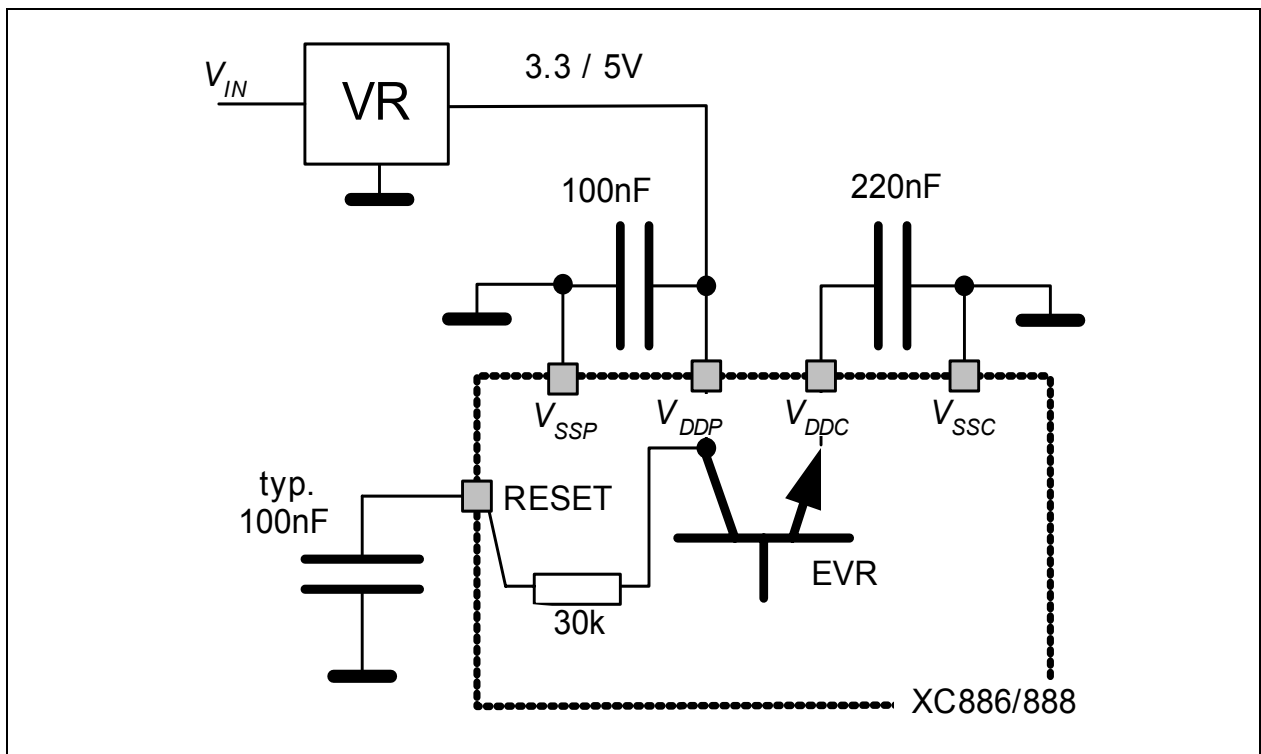 V_IN
VR
3.3 / 5V
100nF
220nF
V_SSP
V_DDP
V_DDC
V_SSC
typ.
100nF
RESET
30k
EVR
XC886/888